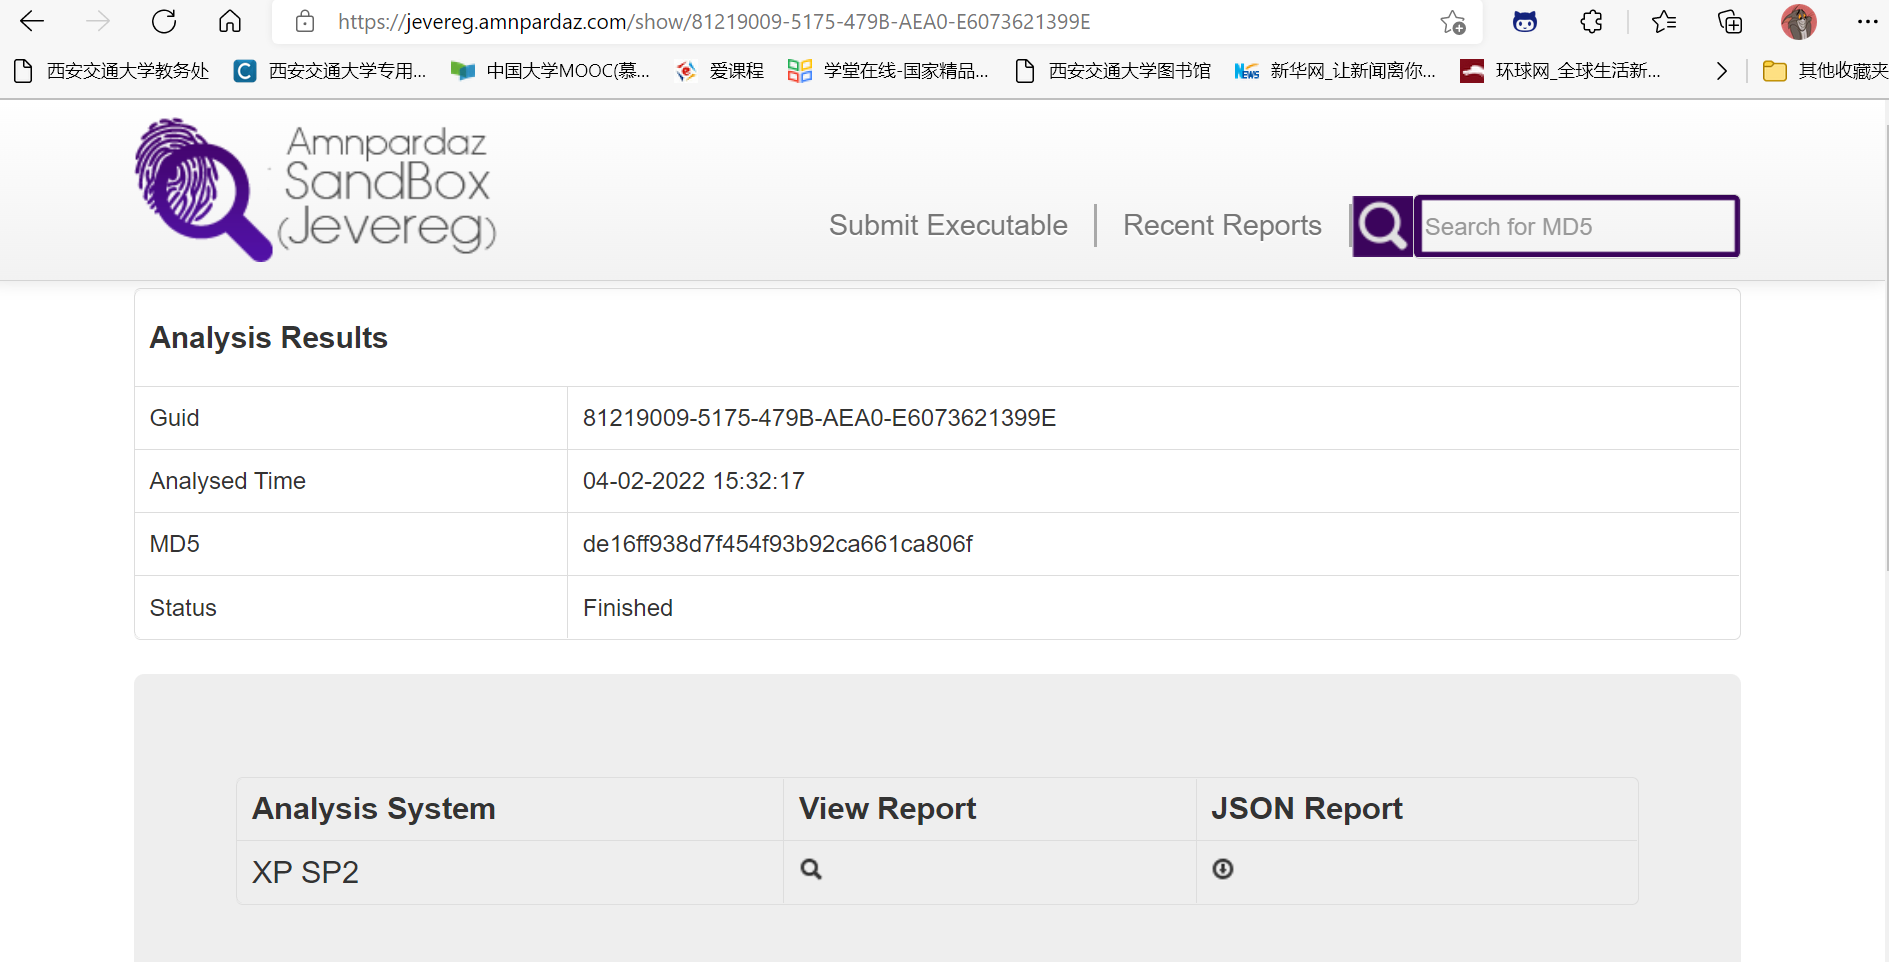 https://jevereg.amnpardaz.com/show/81219009-5175-479B-AEA0-E6073621399E
西安交通大学教务处 西安交通大学专用... 中国大学MOOC(慕... 爱课程 学堂在线-国家精品... 西安交通大学图书馆 News 新华网_让新闻离你... 环球网_全球生活新... 其他收藏夹
Amnpardaz
SandBox
(Jevereg)
Submit Executable Recent Reports Search for MD5
Analysis Results
Guid 81219009-5175-479B-AEA0-E6073621399E
Analysed Time 04-02-2022 15:32:17
MD5 de16ff938d7f454f93b92ca661ca806f
Status Finished
Analysis System View Report JSON Report
XP SP2